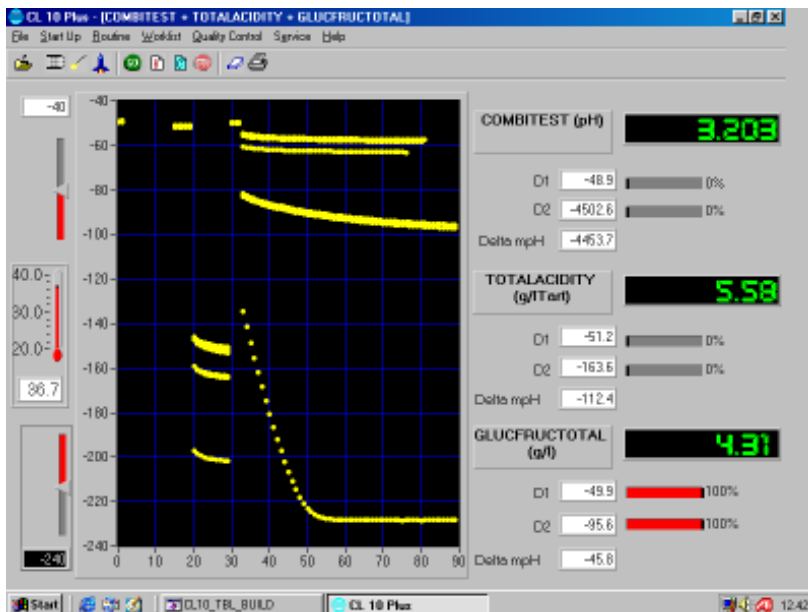 CL 10 Plus - [COMBITEST + TOTALACIDITY + GLUCFRUCTOTAL]
File Start Up Routine Worklist Quality Control Service Help
-40
40.0
30.0
20.0
36.7
-240
-40
-60
-80
-100
-120
-140
-160
-180
-200
-220
-240
0 10 20 30 40 50 60 70 80 90
COMBITEST (pH)
3.203
D1 -48.9 0%
D2 -4502.6 0%
Delta mpH -4453.7
TOTALACIDITY
(g/lTart)
5.58
D1 -51.2 0%
D2 -163.6 0%
Delta mpH -112.4
GLUCFRUCTOTAL
(g/l)
4.31
D1 -49.9 100%
D2 -95.6 100%
Delta mpH -45.8
Start CL10_TBL_BUILD CL 10 Plus 12:42